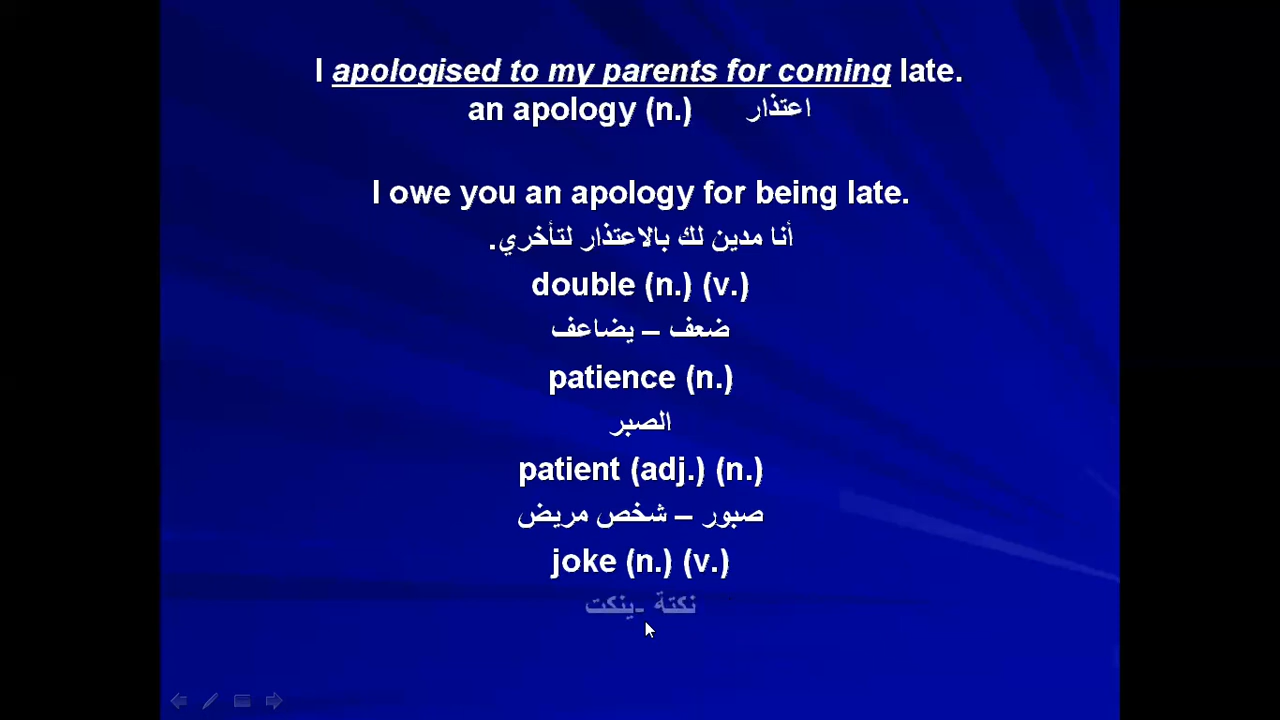 I apologised to my parents for coming late.
an apology (n.) اعتذار
I owe you an apology for being late.
أنا مدين لك بالاعتذار لتأخري.
double (n.) (v.)
ضعف – يضاعف
patience (n.)
الصبر
patient (adj.) (n.)
صبور – شخص مريض
joke (n.) (v.)
نكتة -ينكت